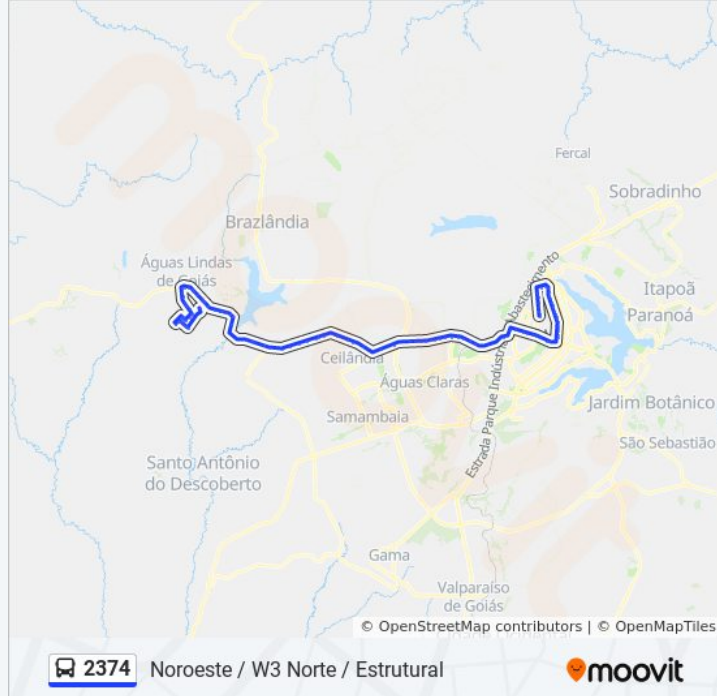 Fercal
Sobradinho
Brazlândia
Águas Lindas
de Goiás
Itapoã
Paranoá
Estrada Parque Indústria Abastecimento
Ceilândia
Águas Claras
Jardim Botânico
Samambaia
São Sebastião
Santo Antônio
do Descoberto
Gama
Valparaíso
de Goiás
© OpenStreetMap contributors | © OpenMapTiles
2374 Noroeste / W3 Norte / Estrutural
moovit